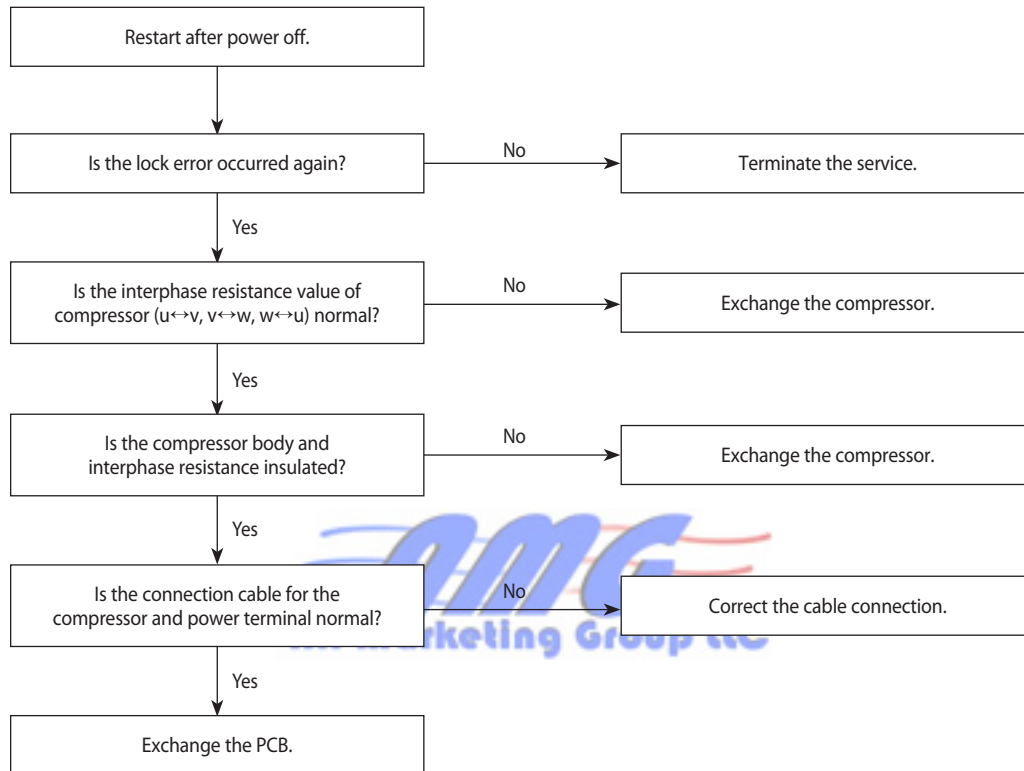 Restart after power off.
Is the lock error occurred again?
No
Terminate the service.
Yes
Is the interphase resistance value of
compressor (u↔v, v↔w, w↔u) normal?
No
Exchange the compressor.
Yes
Is the compressor body and
interphase resistance insulated?
No
Exchange the compressor.
Yes
AMG
Is the connection cable for the
compressor and power terminal normal?
No
Correct the cable connection.
Marketing Group LLC
Yes
Exchange the PCB.